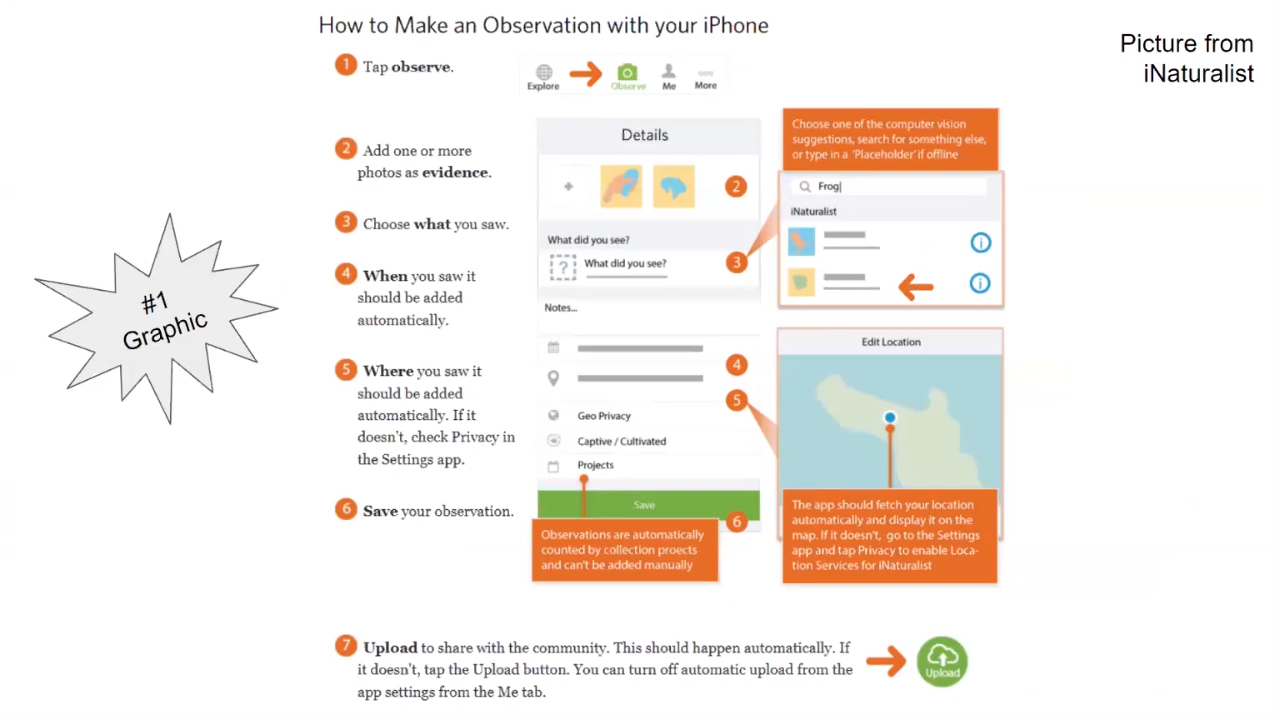 How to Make an Observation with your iPhone
Picture from
iNaturalist
1 Tap observe.
Explore
Observe
Me
More
2 Add one or more
photos as evidence.
3 Choose what you saw.
4 When you saw it
should be added
automatically.
5 Where you saw it
should be added
automatically. If it
doesn't, check Privacy in
the Settings app.
6 Save your observation.
#1
Graphic
Details
+
2
What did you see?
? What did you see?
3
Notes...
4
5
Geo Privacy
Captive / Cultivated
Projects
Save
6
Observations are automatically
counted by collection proects
and can't be added manually
Choose one of the computer vision
suggestions, search for something else,
or type in a 'Placeholder' if offline
Frog|
iNaturalist
i
i
Edit Location
The app should fetch your location
automatically and display it on the
map. If it doesn't, go to the Settings
app and tap Privacy to enable Loca-
tion Services for iNaturalist
7 Upload to share with the community. This should happen automatically. If
it doesn't, tap the Upload button. You can turn off automatic upload from the
app settings from the Me tab.
Upload